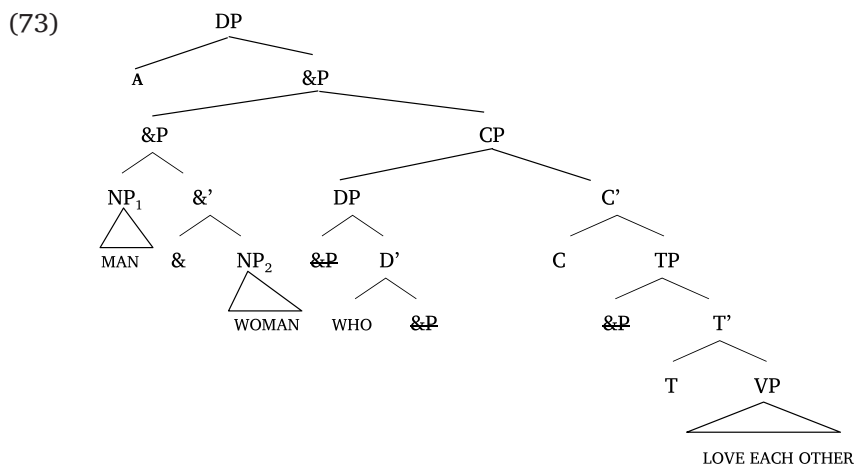 (73) DP
A &P
&P CP
NP₁ &’ DP C’
MAN & NP₂ &P D’ C TP
WOMAN WHO &P &P T’
T VP
LOVE EACH OTHER